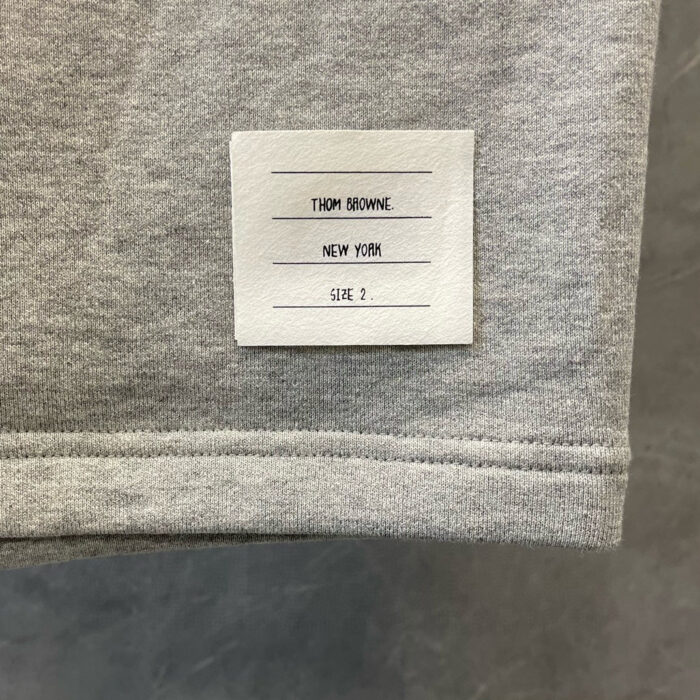 THOM BROWNE.
NEW YORK
SIZE 2 .